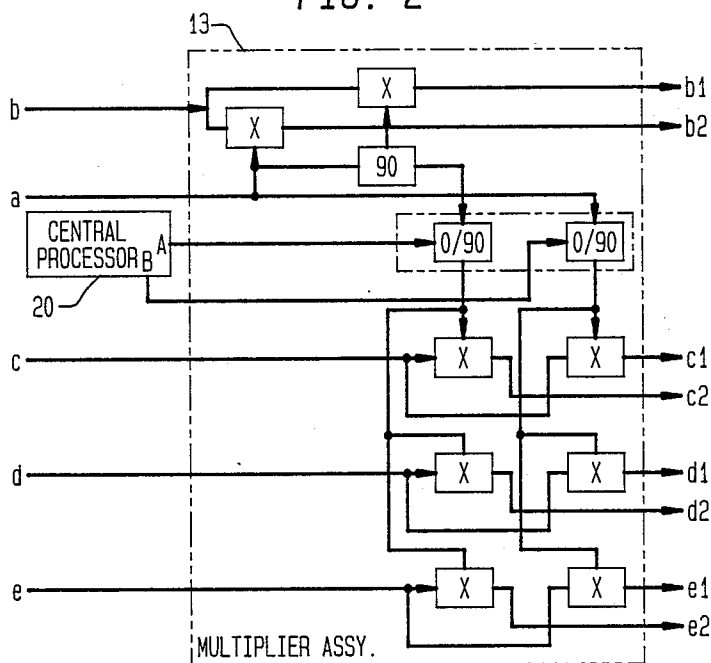 FIG. 2
13
b
X
b1
X
b2
90
a
CENTRAL
PROCESSOR
A
B
0/90
0/90
20
c
X
X
c1
c2
d
X
X
d1
d2
e
X
X
e1
e2
MULTIPLIER ASSY.